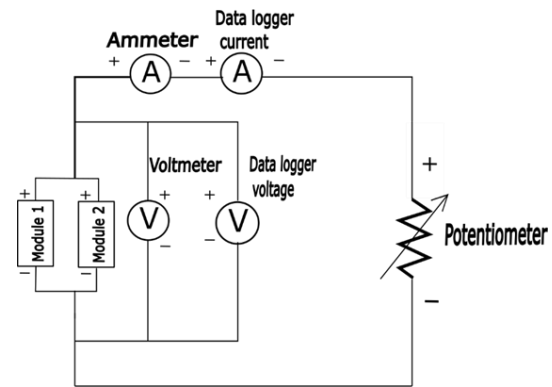 Data logger
current
Ammeter
+ A - + A -
Voltmeter
Data logger
voltage
+ + + + +
Module 1
Module 2
V
V
Potentiometer
- - - - -